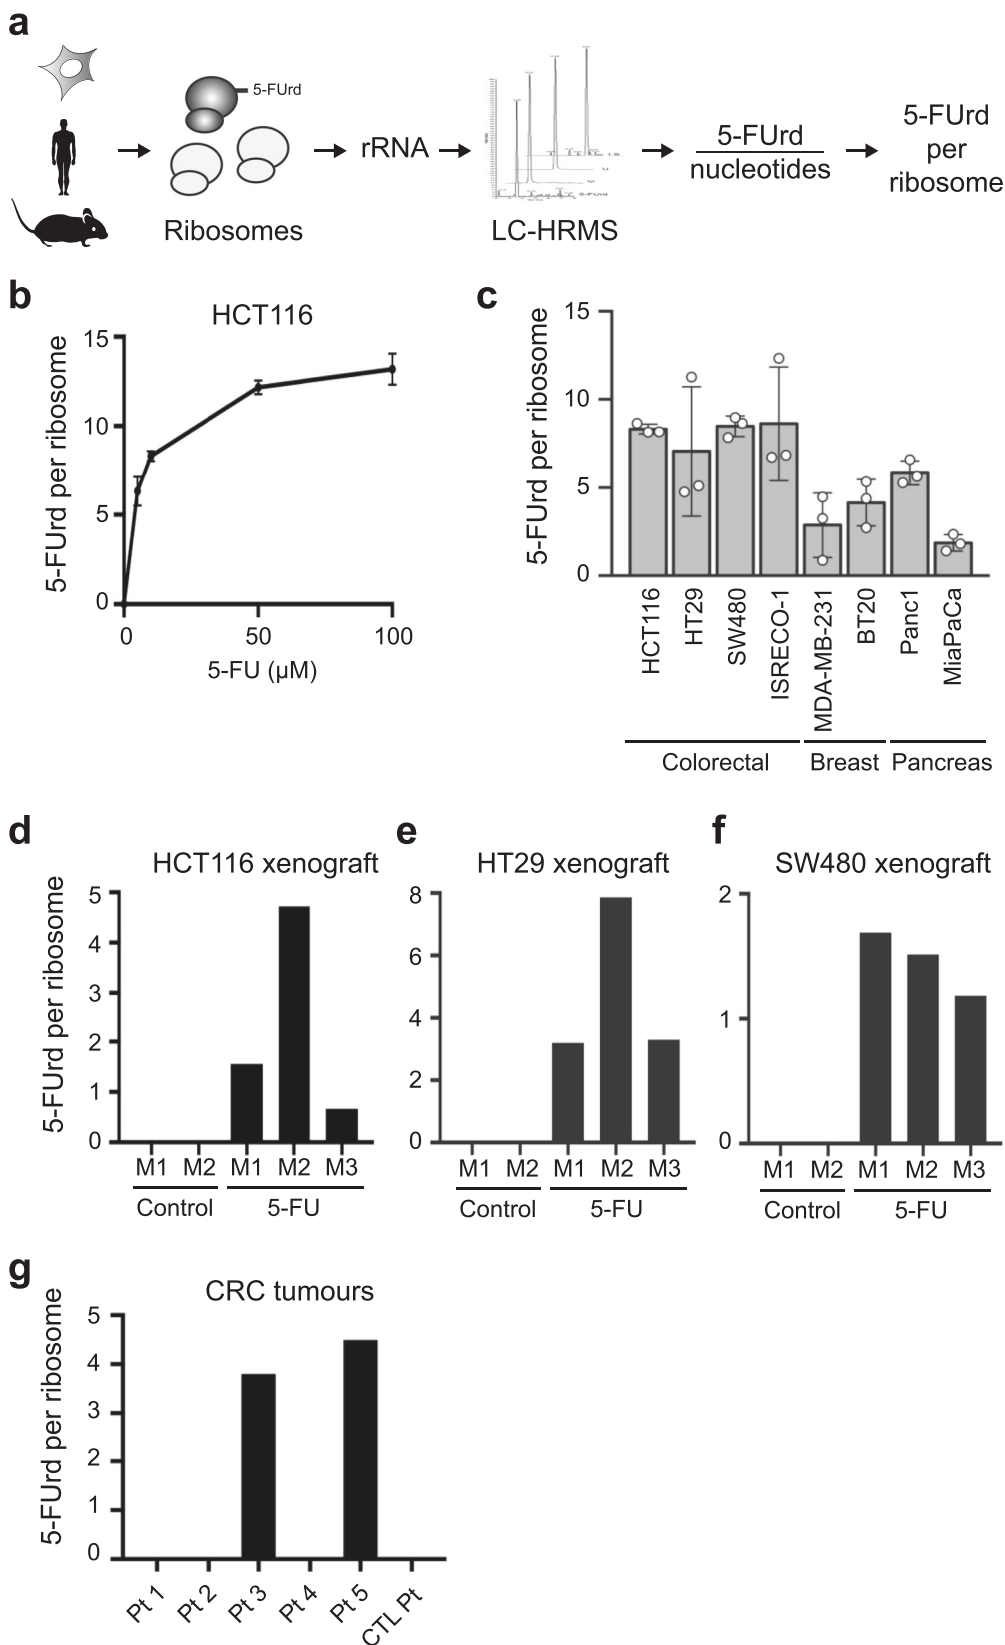 a
5-FUrd
rRNA
5-FUrd
nucleotides
5-FUrd
per
ribosome
5-FUrd
Ribosomes
LC-HRMS
b
HCT116
5-FUrd per ribosome
15
10
5
0
0
50
100
5-FU (µM)
c
5-FUrd per ribosome
15
10
5
0
HCT116
HT29
SW480
ISRECO-1
MDA-MB-231
BT20
Panc1
MiaPaCa
Colorectal
Breast
Pancreas
d
HCT116 xenograft
5-FUrd per ribosome
5
4
3
2
1
0
M1 M2 M1 M2 M3
Control
5-FU
e
HT29 xenograft
8
6
4
2
0
M1 M2 M1 M2 M3
Control
5-FU
f
SW480 xenograft
2
1
0
M1 M2 M1 M2 M3
Control
5-FU
g
CRC tumours
5-FUrd per ribosome
5
4
3
2
1
0
Pt 1
Pt 2
Pt 3
Pt 4
Pt 5
CTL Pt